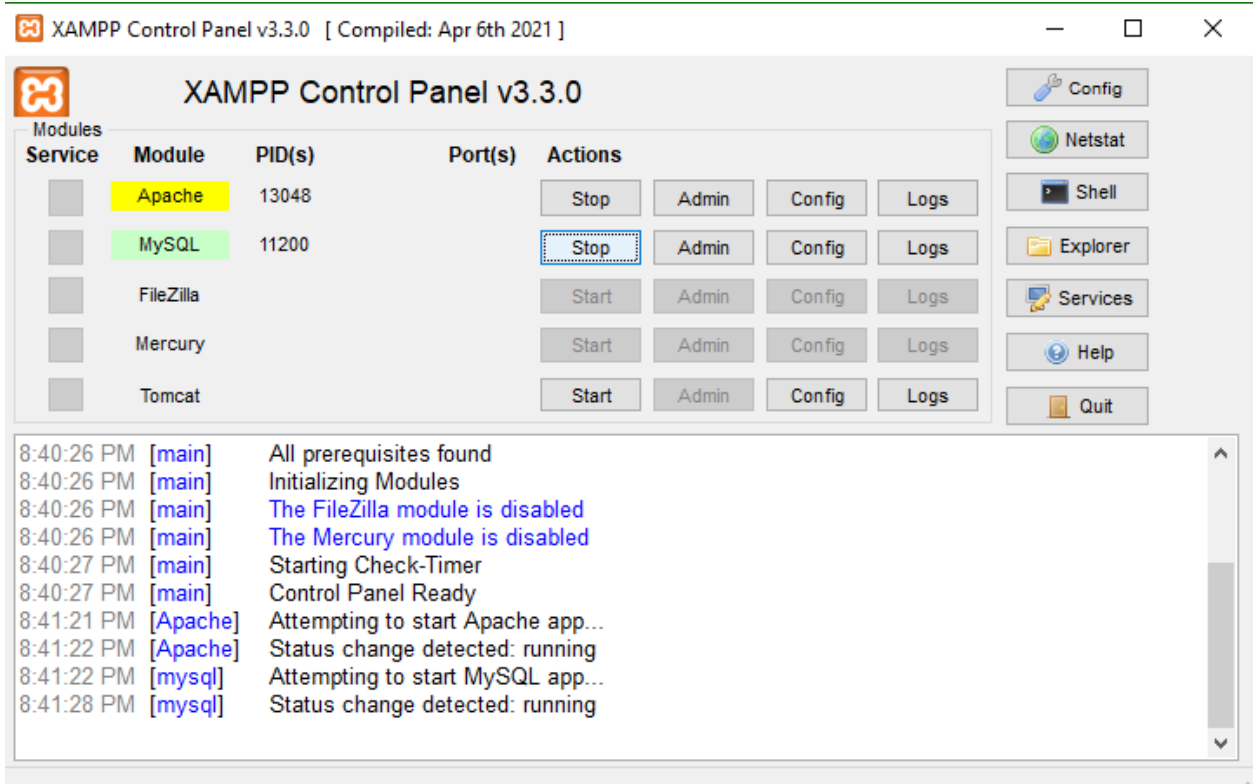 XAMPP Control Panel v3.3.0 [ Compiled: Apr 6th 2021 ]
XAMPP Control Panel v3.3.0
Config
Modules
Service Module PID(s) Port(s) Actions
Netstat
Apache 13048 Stop Admin Config Logs
Shell
MySQL 11200 Stop Admin Config Logs
Explorer
FileZilla Start Admin Config Logs
Services
Mercury Start Admin Config Logs
Help
Tomcat Start Admin Config Logs
Quit
8:40:26 PM [main] All prerequisites found
8:40:26 PM [main] Initializing Modules
8:40:26 PM [main] The FileZilla module is disabled
8:40:26 PM [main] The Mercury module is disabled
8:40:27 PM [main] Starting Check-Timer
8:40:27 PM [main] Control Panel Ready
8:41:21 PM [Apache] Attempting to start Apache app...
8:41:22 PM [Apache] Status change detected: running
8:41:22 PM [mysql] Attempting to start MySQL app...
8:41:28 PM [mysql] Status change detected: running